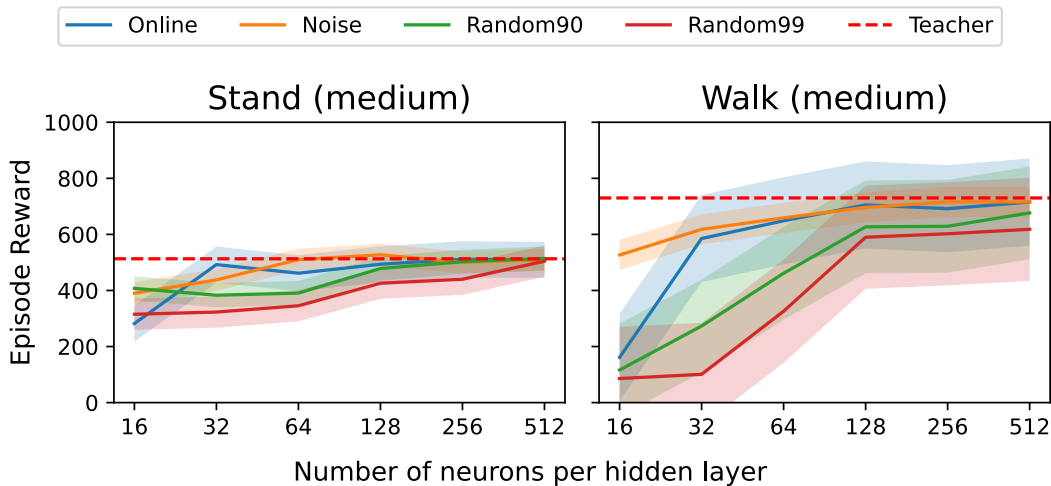 Online Noise Random90 Random99 Teacher
Stand (medium) Walk (medium)
Episode Reward
1000
800
600
400
200
0
16 32 64 128 256 512 16 32 64 128 256 512
Number of neurons per hidden layer